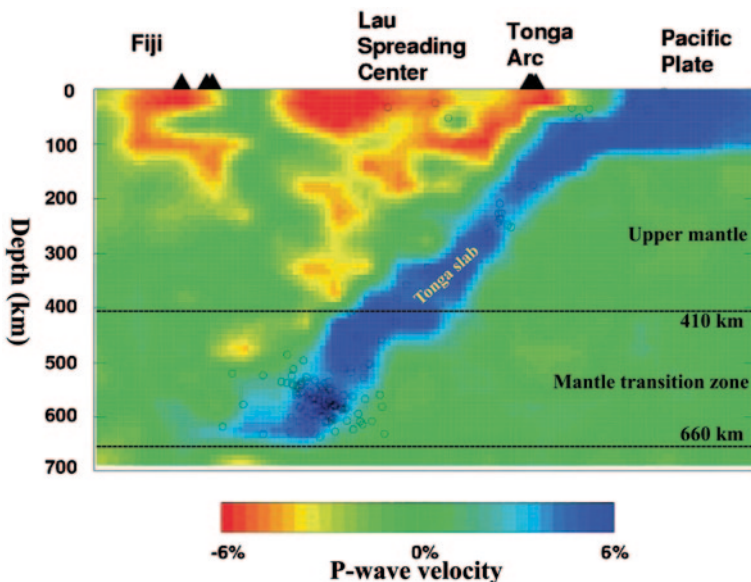 Fiji
Lau
Spreading
Center
Tonga
Arc
Pacific
Plate
0
100
200
300
400
500
600
700
Depth (km)
Upper mantle
Tonga slab
410 km
Mantle transition zone
660 km
-6%
0%
6%
P-wave velocity